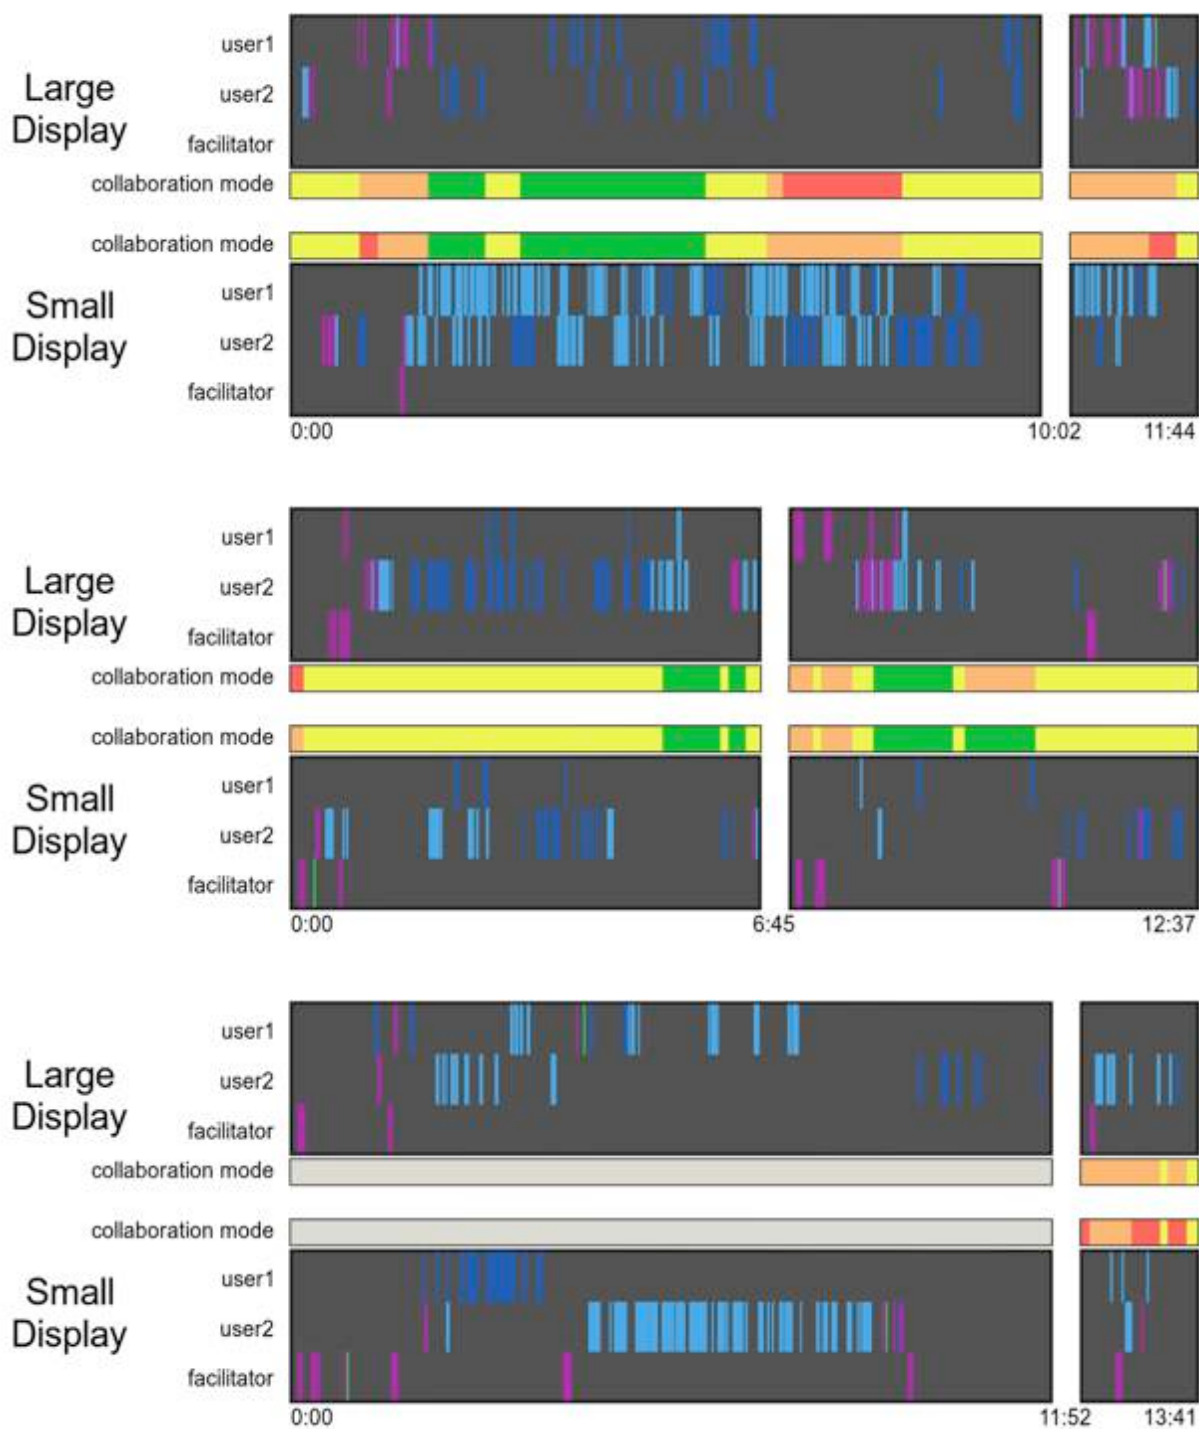 Large
Display
user1
user2
facilitator
collaboration mode
collaboration mode
Small
Display
user1
user2
facilitator
0:00 10:02 11:44
Large
Display
user1
user2
facilitator
collaboration mode
collaboration mode
Small
Display
user1
user2
facilitator
0:00 6:45 12:37
Large
Display
user1
user2
facilitator
collaboration mode
collaboration mode
Small
Display
user1
user2
facilitator
0:00 11:52 13:41